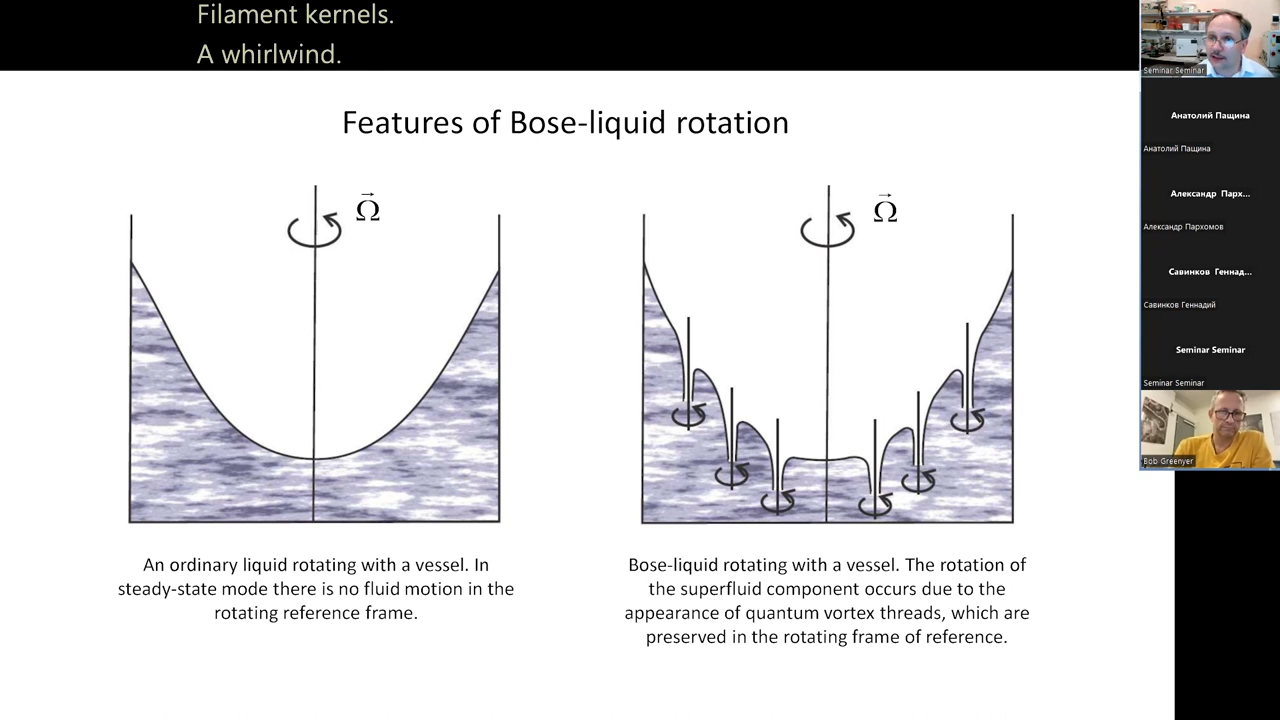 Filament kernels.
A whirlwind.
Features of Bose-liquid rotation
Ω
Ω
An ordinary liquid rotating with a vessel. In
steady-state mode there is no fluid motion in the
rotating reference frame.
Bose-liquid rotating with a vessel. The rotation of
the superfluid component occurs due to the
appearance of quantum vortex threads, which are
preserved in the rotating frame of reference.
Seminar Seminar
Анатолий Пащина
Анатолий Пащина
Александр Парх...
Александр Пархомов
Савинков Геннад...
Савинков Геннадий
Seminar Seminar
Seminar Seminar
Bob Greenyer